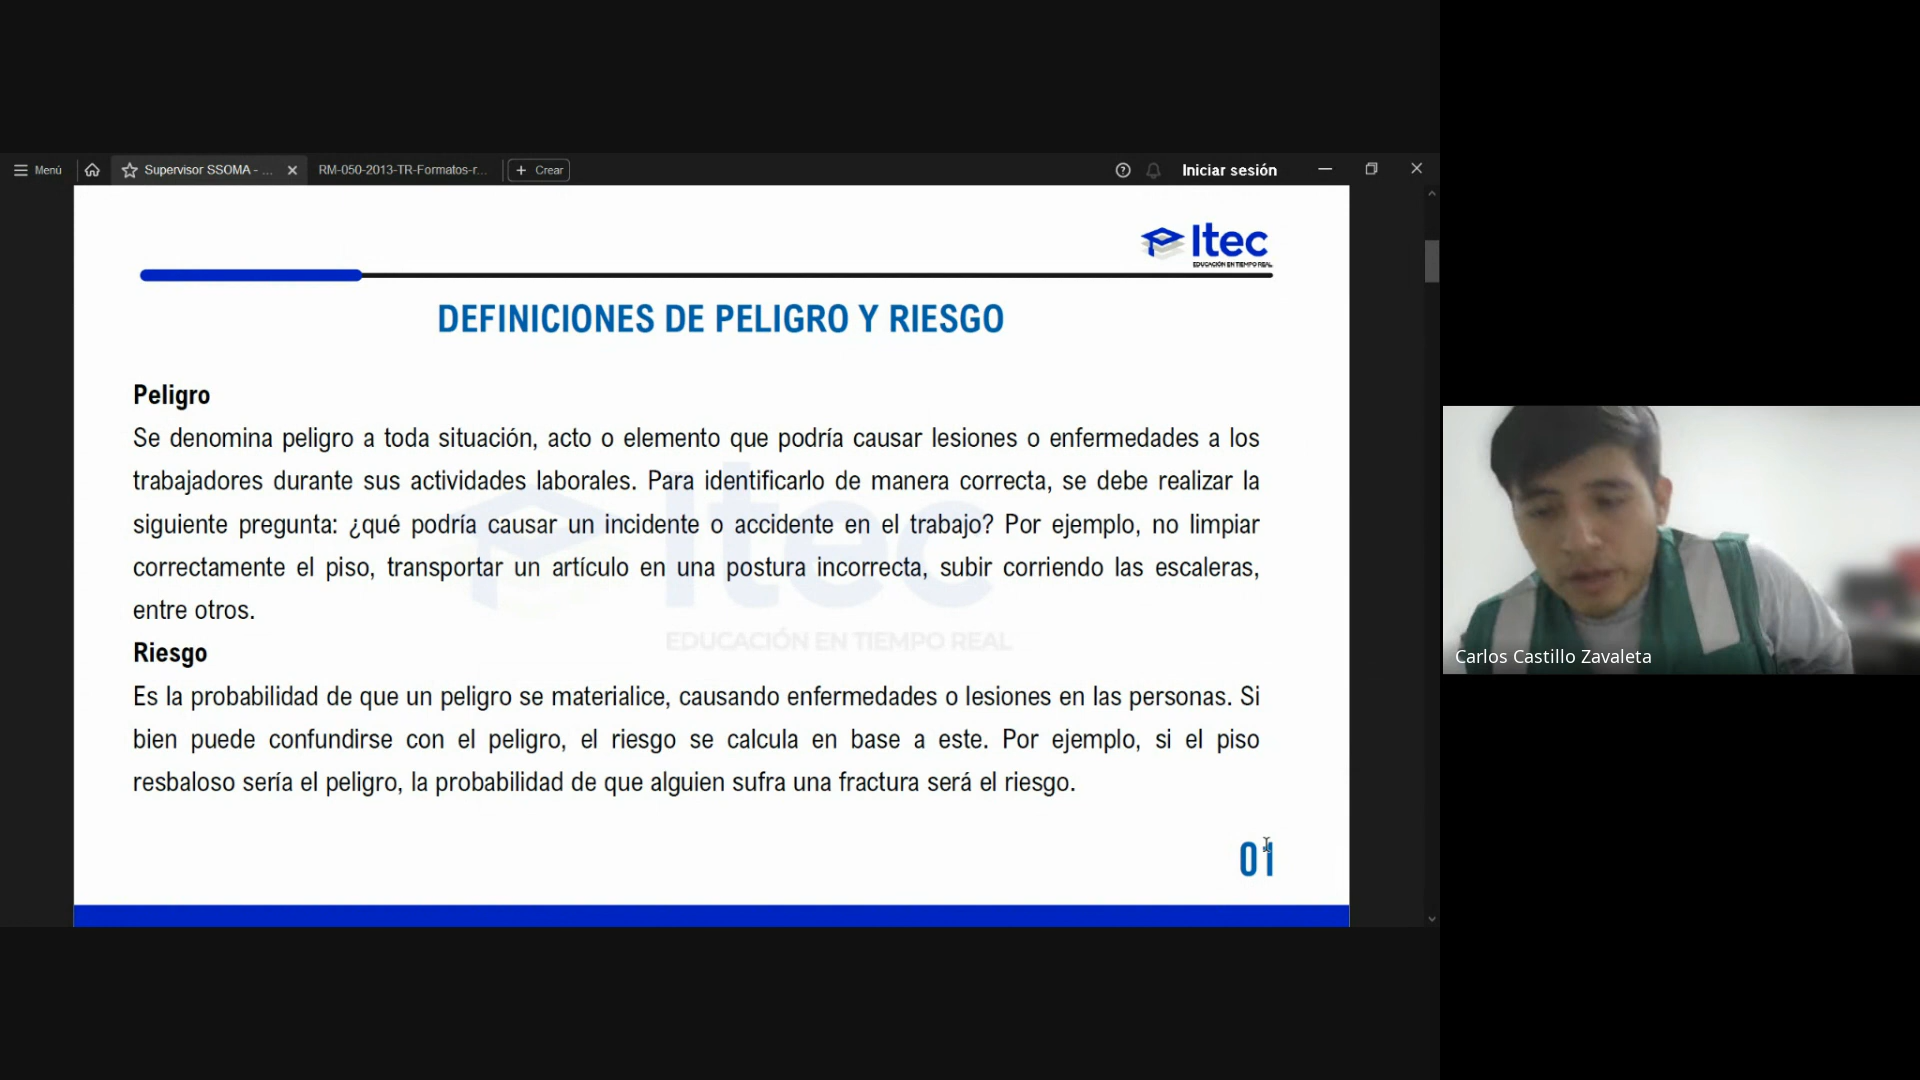 Menú
Supervisor SSOMA - ...
RM-050-2013-TR-Formatos-r...
Crear
Iniciar sesión
Itec
EDUCACIÓN EN TIEMPO REAL
DEFINICIONES DE PELIGRO Y RIESGO
Peligro
Se denomina peligro a toda situación, acto o elemento que podría causar lesiones o enfermedades a los
trabajadores durante sus actividades laborales. Para identificarlo de manera correcta, se debe realizar la
siguiente pregunta: ¿qué podría causar un incidente o accidente en el trabajo? Por ejemplo, no limpiar
correctamente el piso, transportar un artículo en una postura incorrecta, subir corriendo las escaleras,
entre otros.
Itec
EDUCACIÓN EN TIEMPO REAL
Riesgo
Es la probabilidad de que un peligro se materialice, causando enfermedades o lesiones en las personas. Si
bien puede confundirse con el peligro, el riesgo se calcula en base a este. Por ejemplo, si el piso
resbaloso sería el peligro, la probabilidad de que alguien sufra una fractura será el riesgo.
01
Carlos Castillo Zavaleta